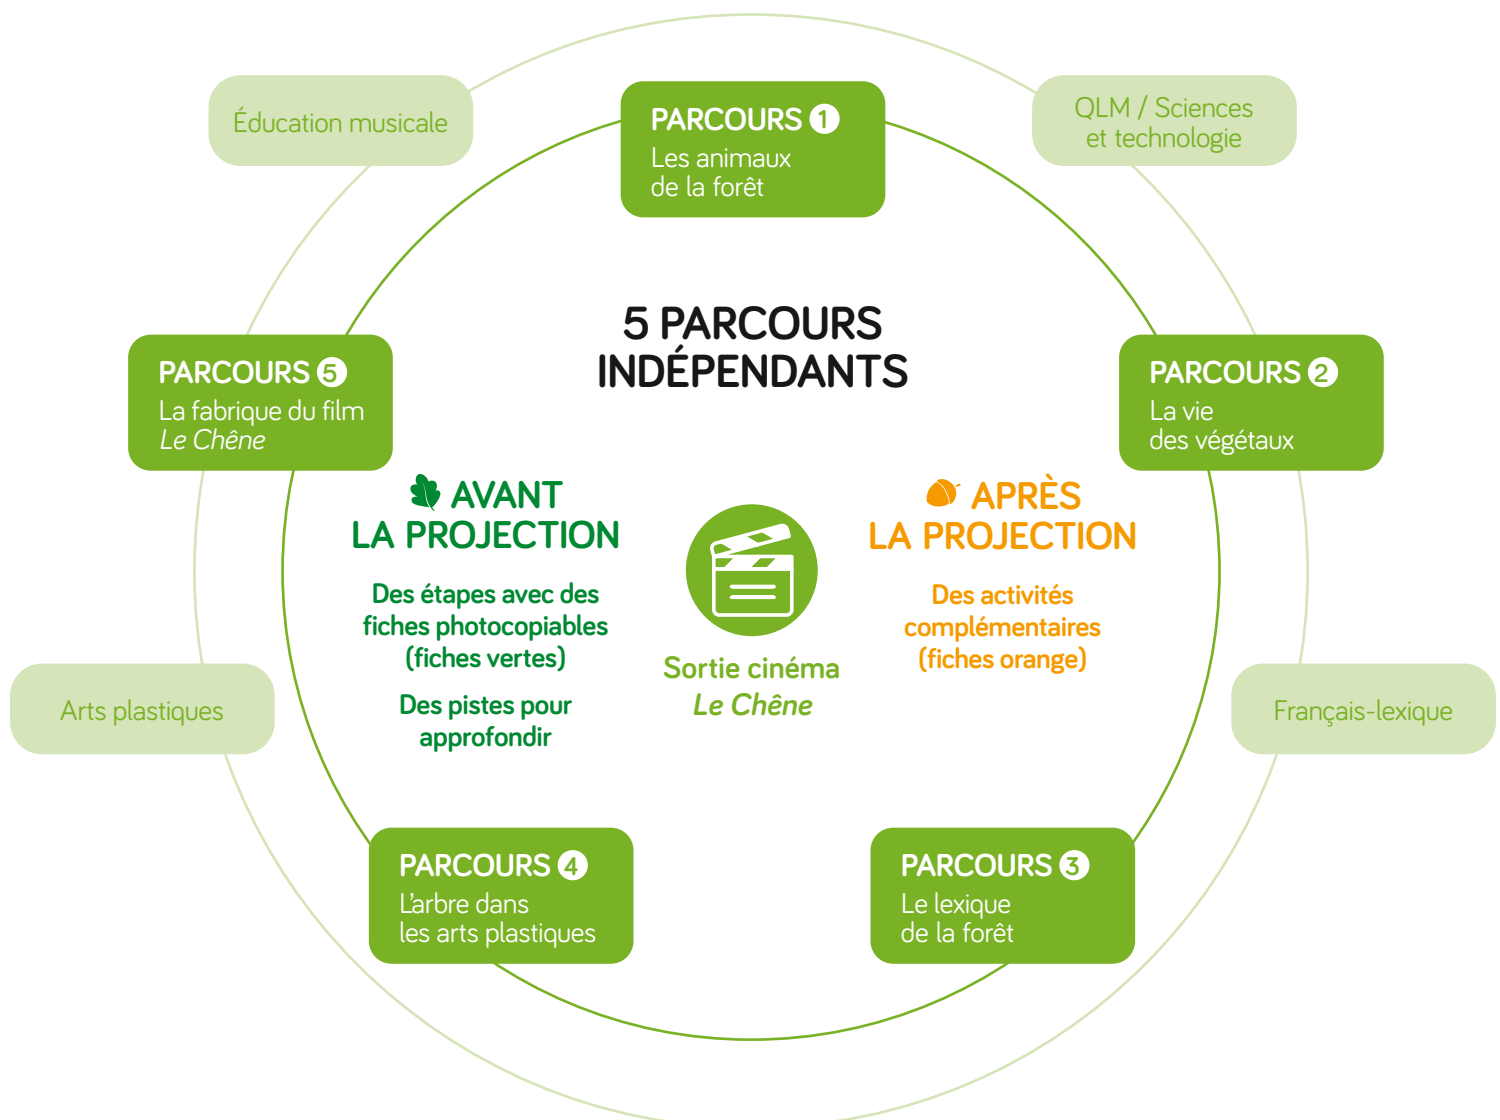 Éducation musicale
PARCOURS 1
Les animaux
de la forêt
QLM / Sciences
et technologie
5 PARCOURS
INDÉPENDANTS
PARCOURS 5
La fabrique du film
Le Chêne
PARCOURS 2
La vie
des végétaux
AVANT
LA PROJECTION
Des étapes avec des
fiches photocopiables
(fiches vertes)
Des pistes pour
approfondir
Sortie cinéma
Le Chêne
APRÈS
LA PROJECTION
Des activités
complémentaires
(fiches orange)
Arts plastiques
Français-lexique
PARCOURS 4
L'arbre dans
les arts plastiques
PARCOURS 3
Le lexique
de la forêt